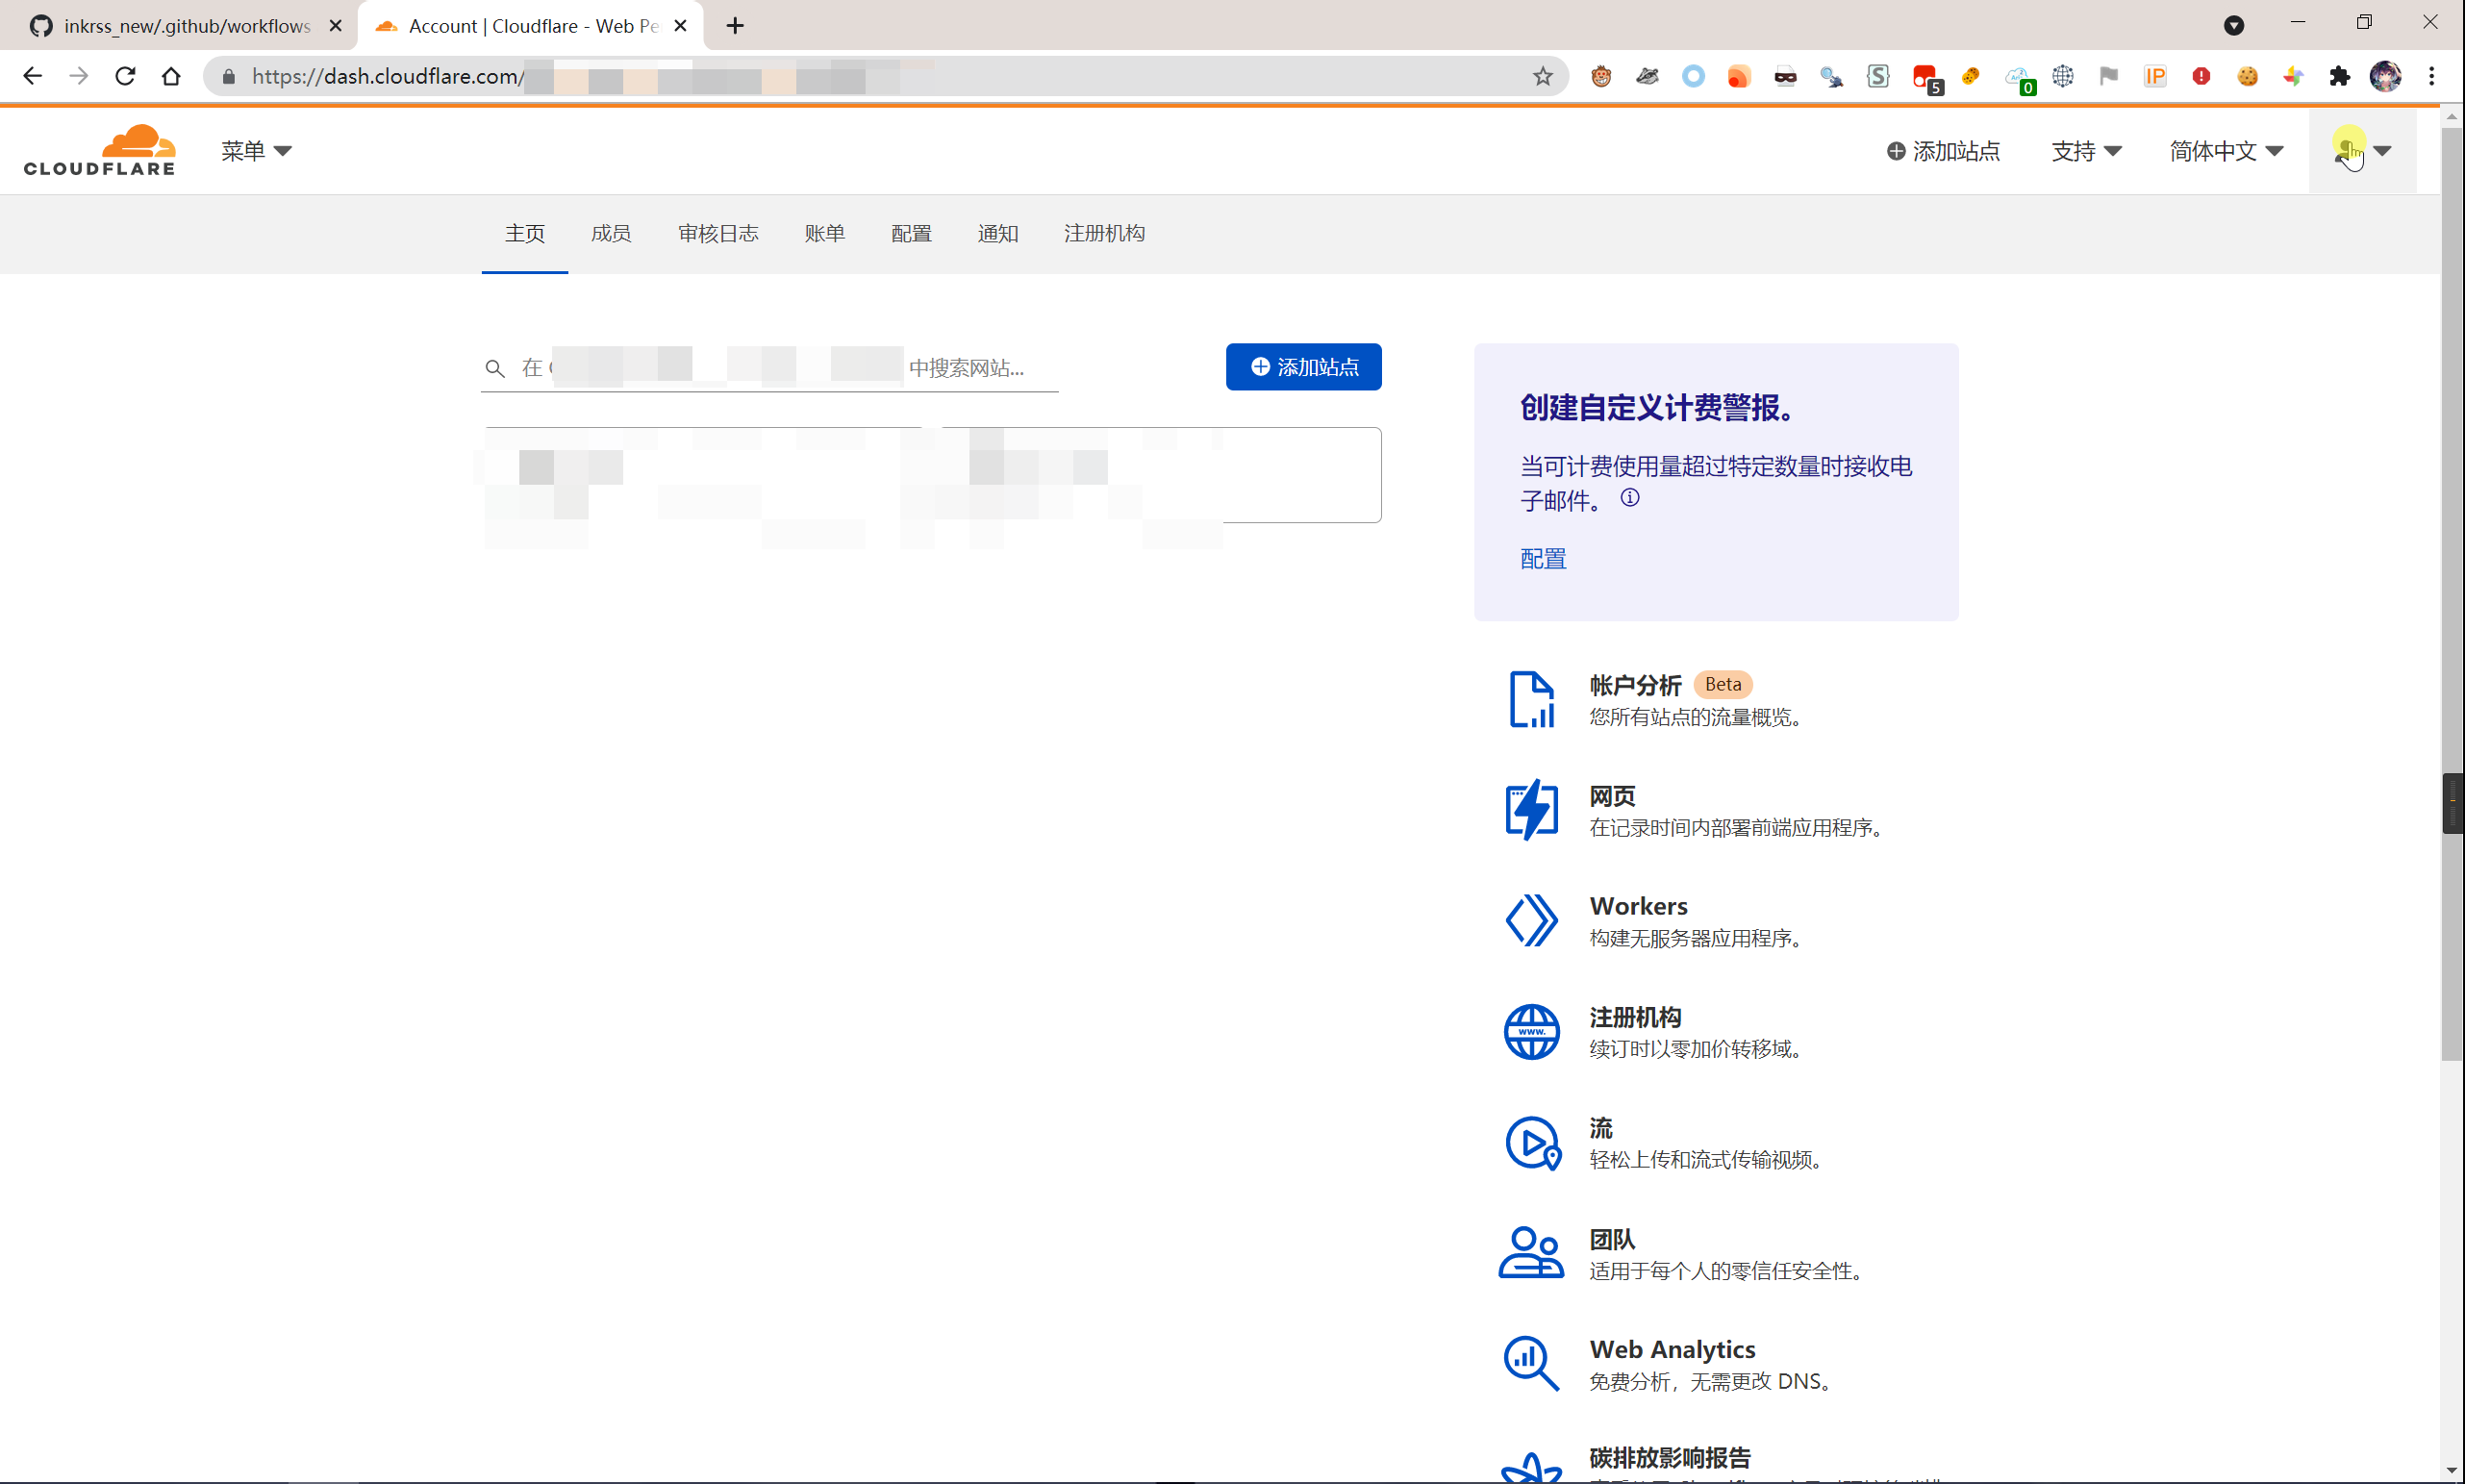 inkrss_new/.github/workflows
Account | Cloudflare - Web Pe
https://dash.cloudflare.com/
5
0
IP
CLOUDFLARE
菜单
添加站点
支持
简体中文
主页 成员 审核日志 账单 配置 通知 注册机构
在
中搜索网站...
添加站点
创建自定义计费警报。
当可计费使用量超过特定数量时接收电
子邮件。
配置
帐户分析 Beta
您所有站点的流量概览。
网页
在记录时间内部署前端应用程序。
Workers
构建无服务器应用程序。
www.
注册机构
续订时以零加价转移域。
流
轻松上传和流式传输视频。
团队
适用于每个人的零信任安全性。
Web Analytics
免费分析，无需更改 DNS。
碳排放影响报告